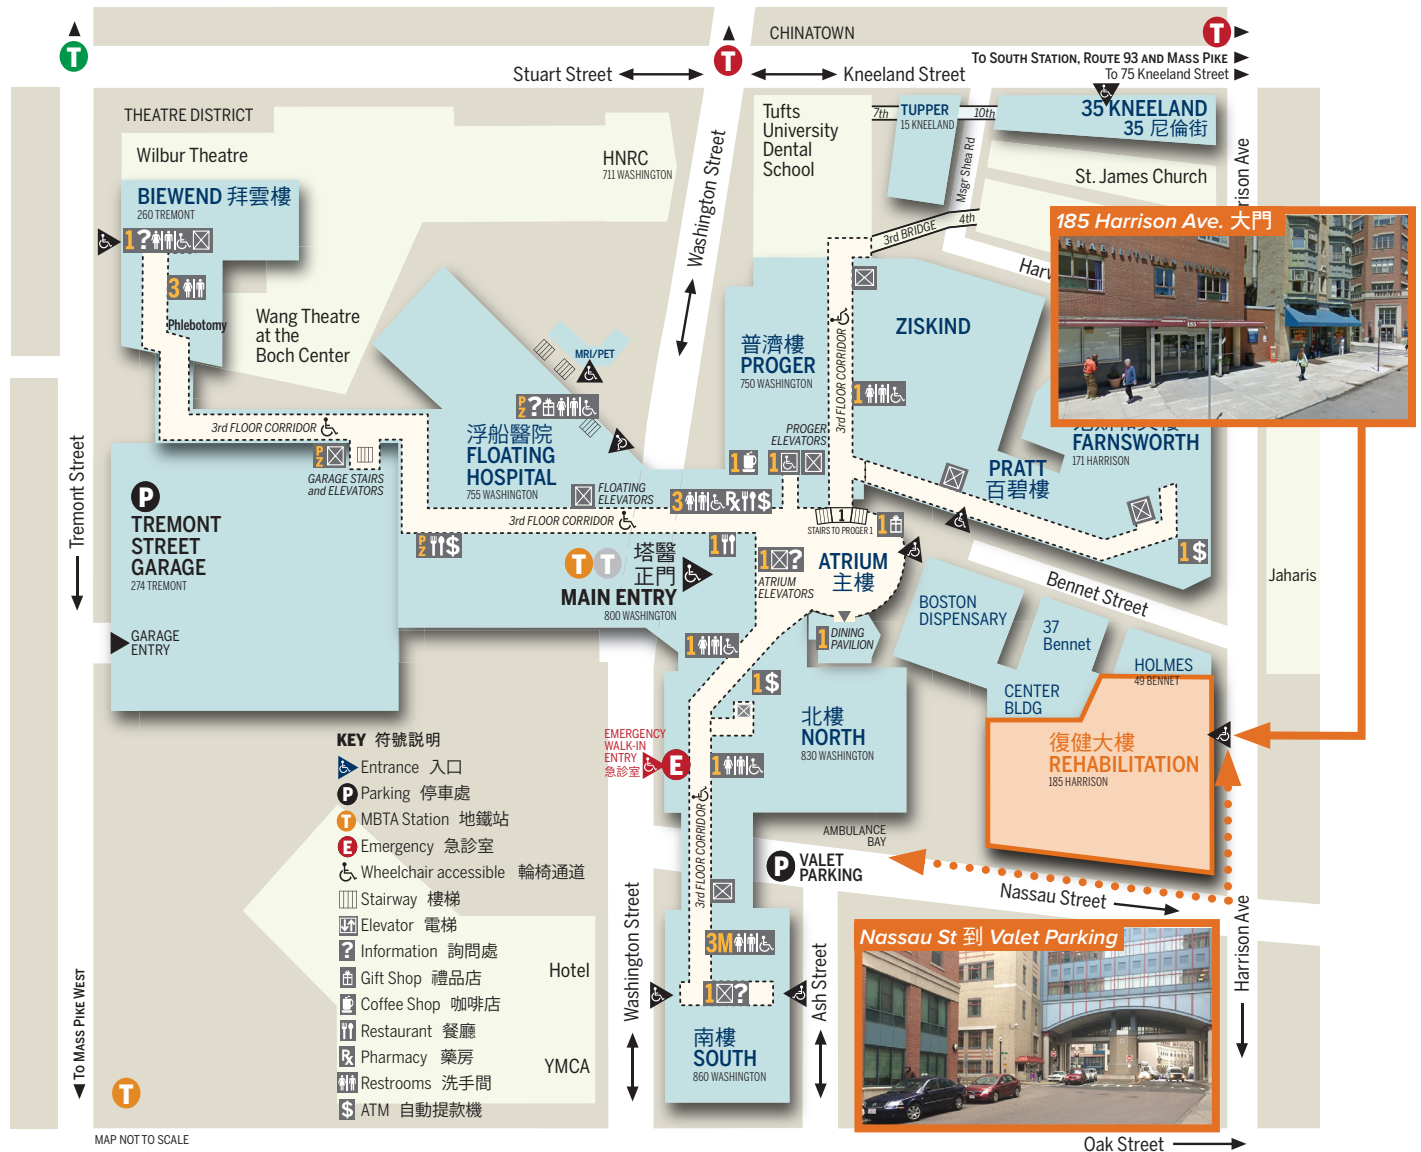 CHINATOWN
T
T
T
Stuart Street
Kneeland Street
To South Station, Route 93 and Mass Pike
To 75 Kneeland Street
THEATRE DISTRICT
Wilbur Theatre
HNRC
711 WASHINGTON
Washington Street
Tufts
University
Dental
School
7th
TUPPER
15 KNEELAND
10th
35 KNEELAND
35 尼倫街
Msgr Shea Rd
St. James Church
BIEWEND 拜雲樓
260 TREMONT
1?
3
Phlebotomy
Wang Theatre
at the
Boch Center
3rd BRIDGE
4th
185 Harrison Ave. 大門
185
MRI/PET
普濟樓
PROGER
750 WASHINGTON
ZISKIND
3rd FLOOR CORRIDOR
1
P2 ?
浮船醫院
FLOATING
HOSPITAL
755 WASHINGTON
3rd FLOOR CORRIDOR
P2
GARAGE STAIRS
and ELEVATORS
FLOATING
ELEVATORS
PROGER
ELEVATORS
1
1
3 ℞ $
FARNSWORTH
171 HARRISON
PRATT
百碧樓
Tremont Street
P
TREMONT
STREET
GARAGE
274 TREMONT
GARAGE
ENTRY
3rd FLOOR CORRIDOR
P2 $
1
1
STAIRS TO PROGER 1
1
1 $
T T
塔醫
正門
MAIN ENTRY
800 WASHINGTON
1 ?
ATRIUM
ELEVATORS
ATRIUM
主樓
Bennet Street
Jaharis
BOSTON
DISPENSARY
37
Bennet
HOLMES
49 BENNET
CENTER
BLDG
1
DINING
PAVILION
1
1 $
北樓
NORTH
830 WASHINGTON
EMERGENCY
WALK-IN
ENTRY
急診室
E
1
3rd FLOOR CORRIDOR
復健大樓
REHABILITATION
185 HARRISON
AMBULANCE
BAY
P VALET
PARKING
Nassau Street
KEY 符號説明
Entrance 入口
P Parking 停車處
T MBTA Station 地鐵站
E Emergency 急診室
Wheelchair accessible 輪椅通道
Stairway 樓梯
Elevator 電梯
? Information 詢問處
Gift Shop 禮品店
Coffee Shop 咖啡店
Restaurant 餐廳
℞ Pharmacy 藥房
Restrooms 洗手間
$ ATM 自動提款機
Hotel
YMCA
Washington Street
3M
1 ?
南樓
SOUTH
860 WASHINGTON
Ash Street
Nassau St 到 Valet Parking
Harrison Ave
To Mass Pike West
T
MAP NOT TO SCALE
Oak Street